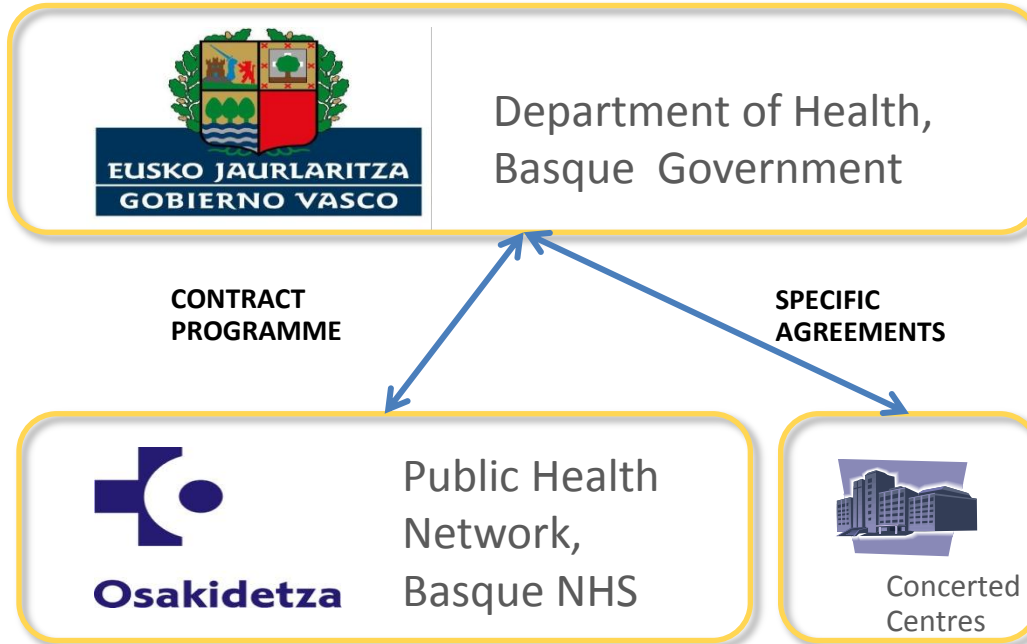 EUSKO JAURLARITZA
GOBIERNO VASCO
Department of Health,
Basque Government
CONTRACT
PROGRAMME
SPECIFIC
AGREEMENTS
Osakidetza
Public Health
Network,
Basque NHS
Concerted
Centres